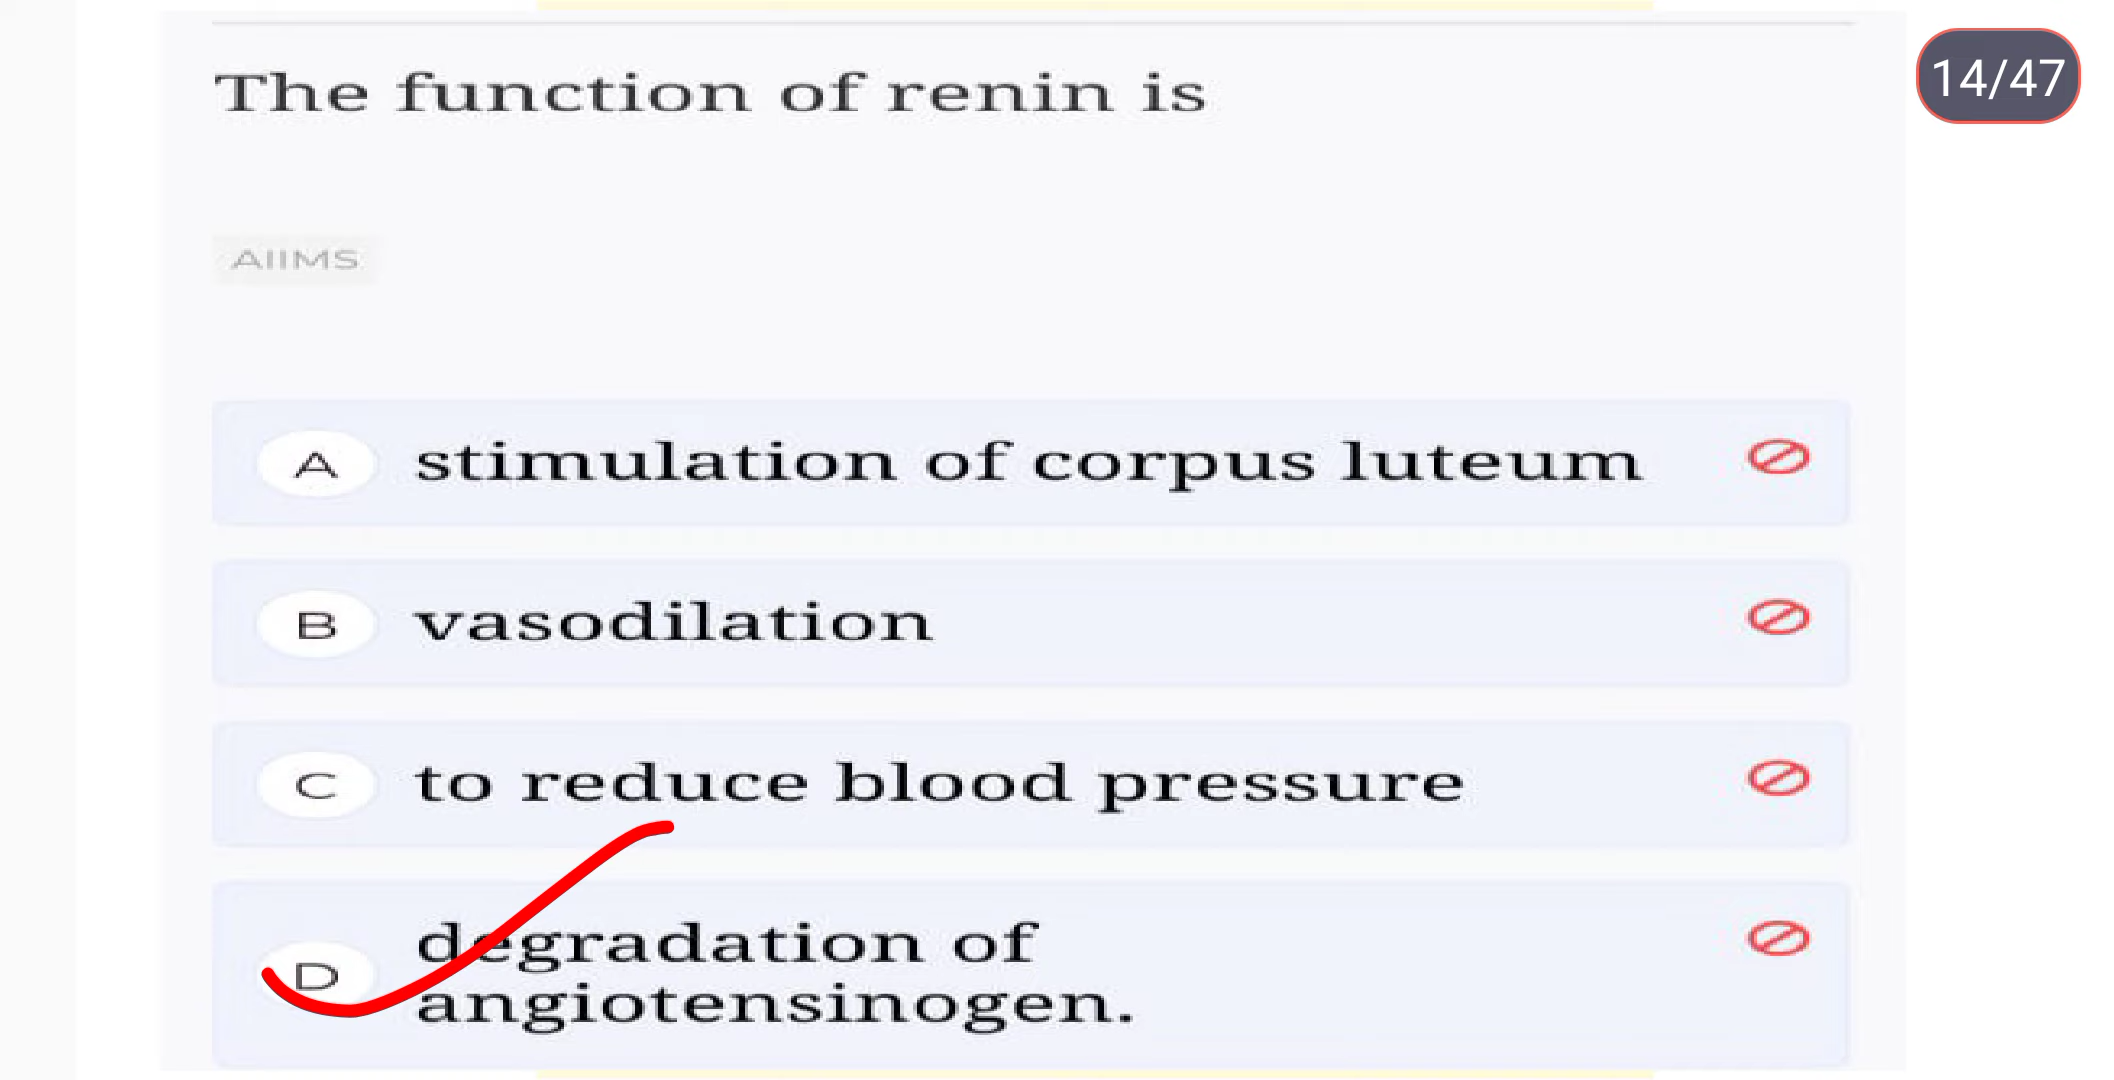 The function of renin is
14/47
AIIMS
A stimulation of corpus luteum
B vasodilation
C to reduce blood pressure
D degradation of
angiotensinogen.